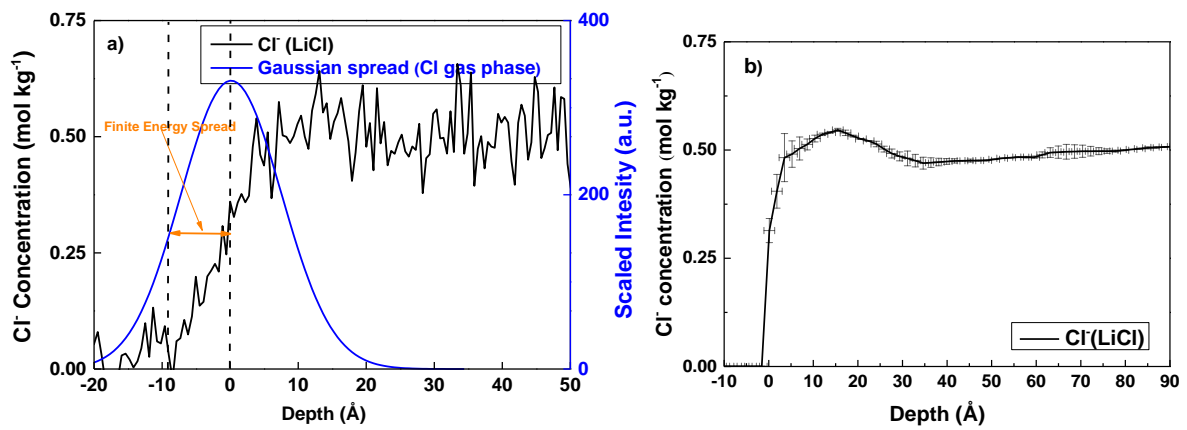 a)
Cl⁻ (LiCl)
Gaussian spread (Cl gas phase)
Finite Energy Spread
Cl⁻ Concentration (mol kg⁻¹)
0.75
0.50
0.25
0.00
-20 -10 0 10 20 30 40 50
Depth (Å)
400
200
0
Scaled Intesity (a.u.)
b)
Cl⁻ concentration (mol kg⁻¹)
0.75
0.50
0.25
0.00
-10 0 10 20 30 40 50 60 70 80 90
Depth (Å)
Cl⁻(LiCl)